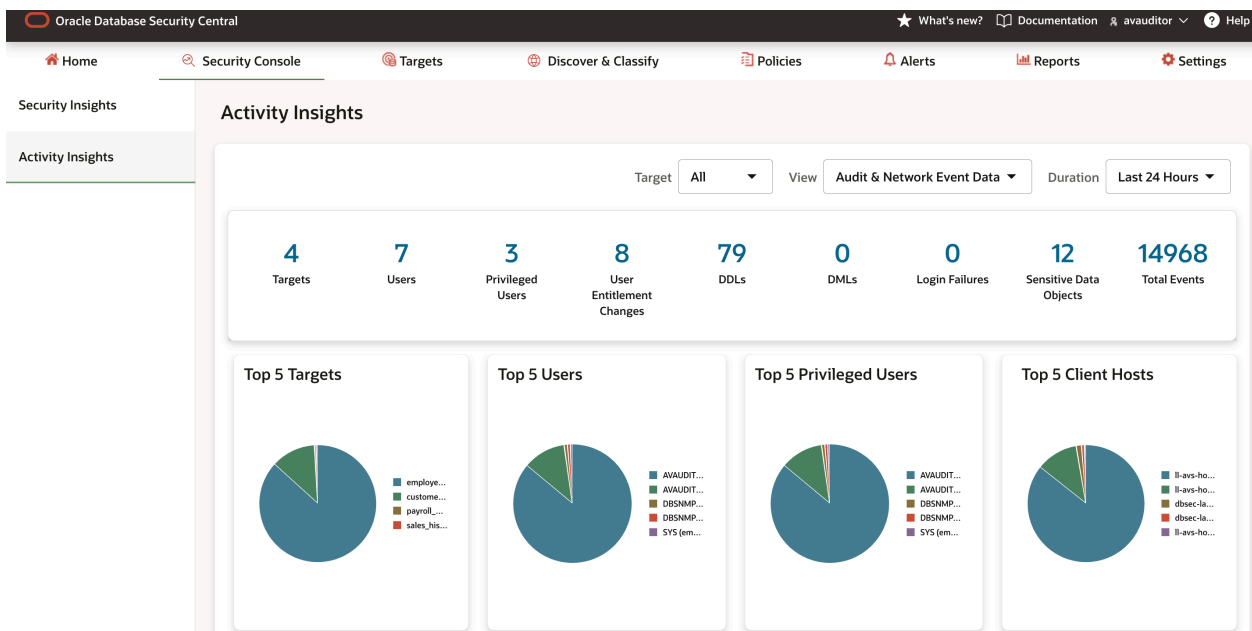 Oracle Database Security Central
What's new?
Documentation
avauditor
Help
Home
Security Console
Targets
Discover & Classify
Policies
Alerts
Reports
Settings
Security Insights
Activity Insights
Activity Insights
Target
All
View
Audit & Network Event Data
Duration
Last 24 Hours
4
Targets
7
Users
3
Privileged
Users
8
User
Entitlement
Changes
79
DDLs
0
DMLs
0
Login Failures
12
Sensitive Data
Objects
14968
Total Events
Top 5 Targets
employe...
custome...
payroll_...
sales_his...
Top 5 Users
AVAUDIT...
AVAUDIT...
DBSNMP...
DBSNMP...
SYS (em...
Top 5 Privileged Users
AVAUDIT...
AVAUDIT...
DBSNMP...
DBSNMP...
SYS (em...
Top 5 Client Hosts
ll-avs-ho...
ll-avs-ho...
dbsec-la...
dbsec-la...
ll-avs-ho...